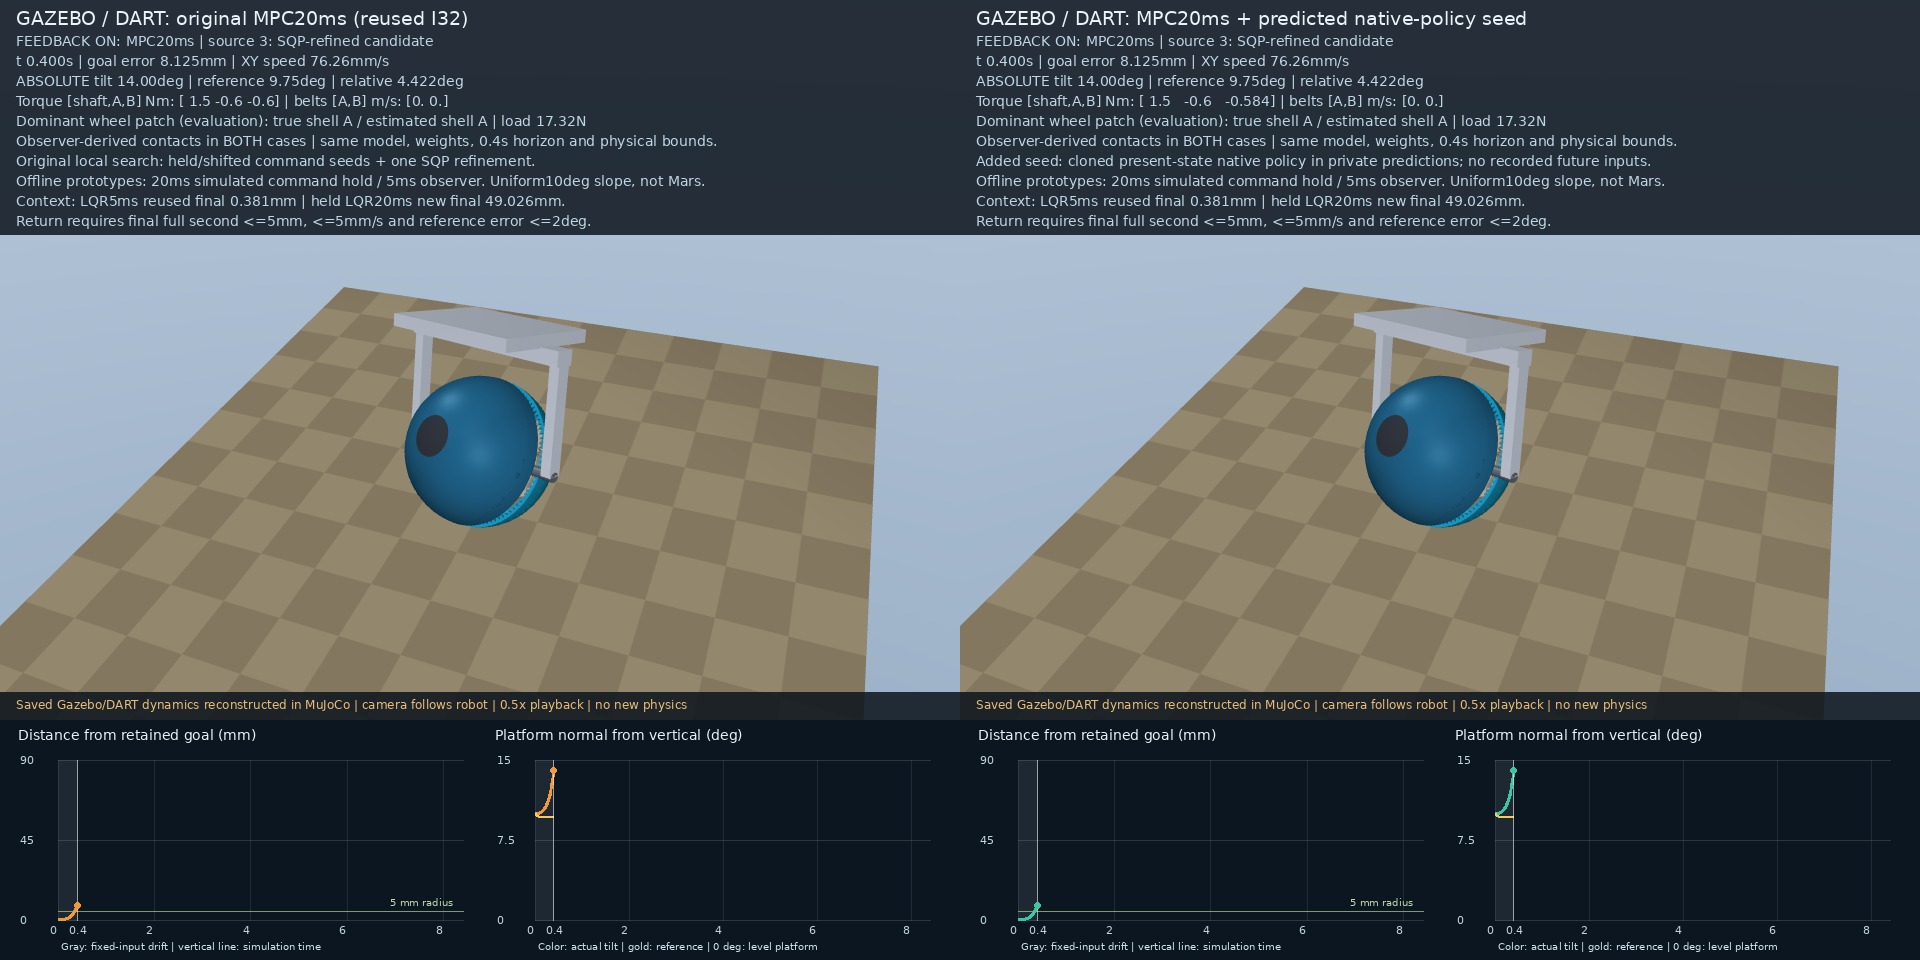 GAZEBO / DART: original MPC20ms (reused I32)
FEEDBACK ON: MPC20ms | source 3: SQP-refined candidate
t 0.400s | goal error 8.125mm | XY speed 76.26mm/s
ABSOLUTE tilt 14.00deg | reference 9.75deg | relative 4.422deg
Torque [shaft,A,B] Nm: [ 1.5 -0.6 -0.6] | belts [A,B] m/s: [0. 0.]
Dominant wheel patch (evaluation): true shell A / estimated shell A | load 17.32N
Observer-derived contacts in BOTH cases | same model, weights, 0.4s horizon and physical bounds.
Original local search: held/shifted command seeds + one SQP refinement.
Offline prototypes: 20ms simulated command hold / 5ms observer. Uniform10deg slope, not Mars.
Context: LQR5ms reused final 0.381mm | held LQR20ms new final 49.026mm.
Return requires final full second <=5mm, <=5mm/s and reference error <=2deg.
Saved Gazebo/DART dynamics reconstructed in MuJoCo | camera follows robot | 0.5x playback | no new physics
Distance from retained goal (mm)
90
45
0
5 mm radius
0 0.4 2 4 6 8
Gray: fixed-input drift | vertical line: simulation time
Platform normal from vertical (deg)
15
7.5
0
0 0.4 2 4 6 8
Color: actual tilt | gold: reference | 0 deg: level platform
GAZEBO / DART: MPC20ms + predicted native-policy seed
FEEDBACK ON: MPC20ms | source 3: SQP-refined candidate
t 0.400s | goal error 8.125mm | XY speed 76.26mm/s
ABSOLUTE tilt 14.00deg | reference 9.75deg | relative 4.422deg
Torque [shaft,A,B] Nm: [ 1.5 -0.6 -0.584] | belts [A,B] m/s: [0. 0.]
Dominant wheel patch (evaluation): true shell A / estimated shell A | load 17.32N
Observer-derived contacts in BOTH cases | same model, weights, 0.4s horizon and physical bounds.
Added seed: cloned present-state native policy in private predictions; no recorded future inputs.
Offline prototypes: 20ms simulated command hold / 5ms observer. Uniform10deg slope, not Mars.
Context: LQR5ms reused final 0.381mm | held LQR20ms new final 49.026mm.
Return requires final full second <=5mm, <=5mm/s and reference error <=2deg.
Saved Gazebo/DART dynamics reconstructed in MuJoCo | camera follows robot | 0.5x playback | no new physics
Distance from retained goal (mm)
90
45
0
5 mm radius
0 0.4 2 4 6 8
Gray: fixed-input drift | vertical line: simulation time
Platform normal from vertical (deg)
15
7.5
0
0 0.4 2 4 6 8
Color: actual tilt | gold: reference | 0 deg: level platform